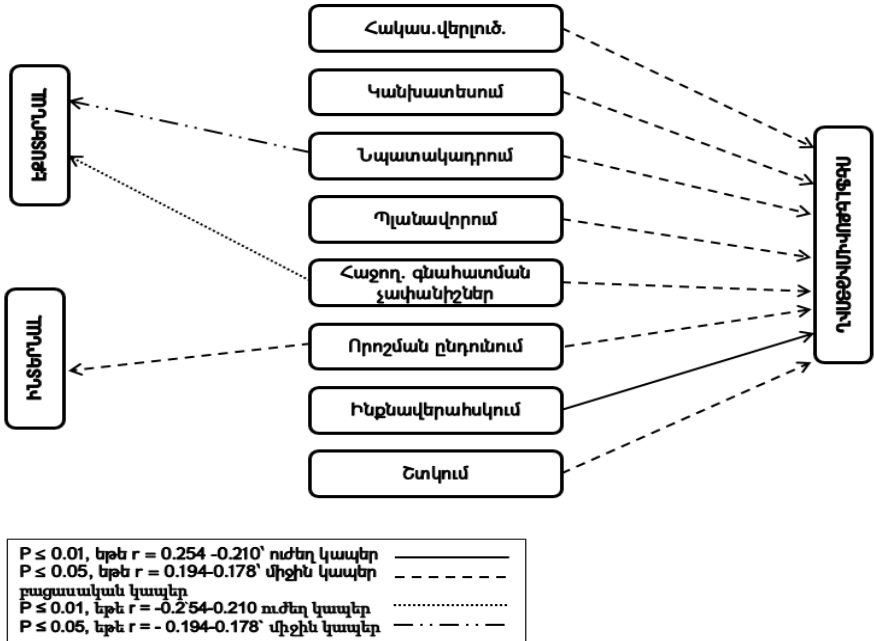 Հակաս.վերլուծ.
Կանխատեսում
Նպատակադրում
Պլանավորում
Հաջող. գնահատման
չափանիշներ
Որոշման ընդունում
Ինքնավերահսկում
Շտկում
ԷՔՍՏԵՐՆԱԼ
ԻՆՏԵՐՆԱԼ
ՌԵՖԼԵՔՍԻՎՈՒԹՅՈՒՆ
P ≤ 0.01, եթե r = 0.254 -0.210՝ ուժեղ կապեր
P ≤ 0.05, եթե r = 0.194-0.178՝ միջին կապեր
բացասական կապեր
P ≤ 0.01, եթե r = -0.2՝54-0.210 ուժեղ կապեր
P ≤ 0.05, եթե r = - 0.194-0.178՝ միջին կապեր